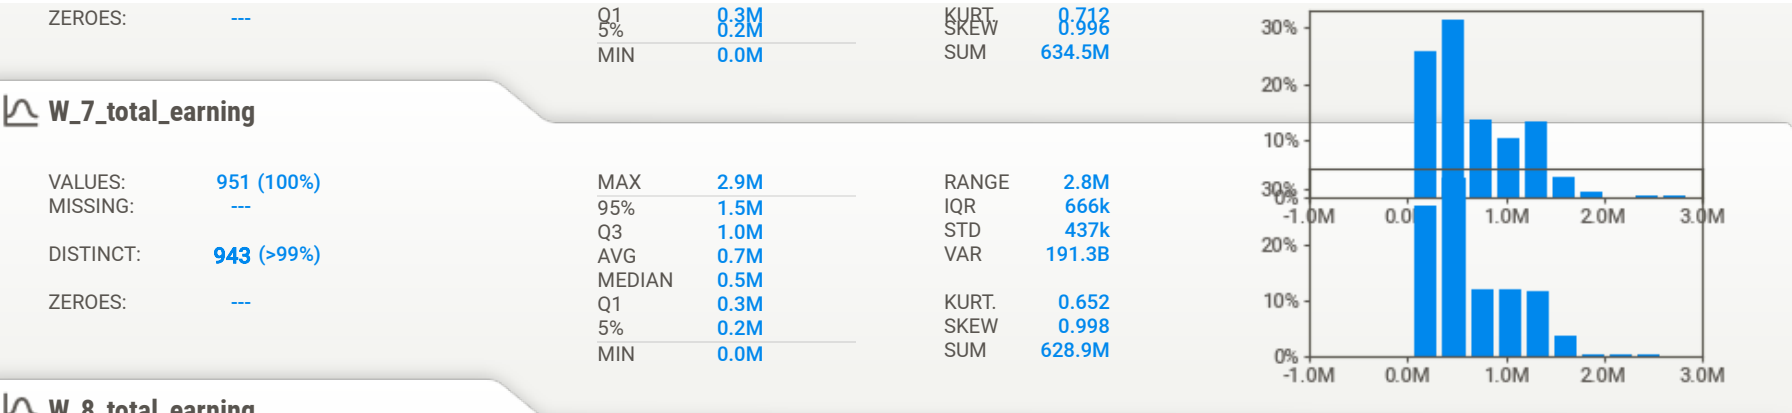 ZEROES: ---
Q1 0.3M
5% 0.2M
MIN 0.0M
KURT. 0.712
SKEW 0.996
SUM 634.5M
30%
20%
10%
0%
-1.0M 0.0M 1.0M 2.0M 3.0M
W_7_total_earning
VALUES: 951 (100%)
MISSING: ---
DISTINCT: 943 (>99%)
ZEROES: ---
MAX 2.9M
95% 1.5M
Q3 1.0M
AVG 0.7M
MEDIAN 0.5M
Q1 0.3M
5% 0.2M
MIN 0.0M
RANGE 2.8M
IQR 666k
STD 437k
VAR 191.3B
KURT. 0.652
SKEW 0.998
SUM 628.9M
30%
20%
10%
0%
-1.0M 0.0M 1.0M 2.0M 3.0M
W_8_total_earning